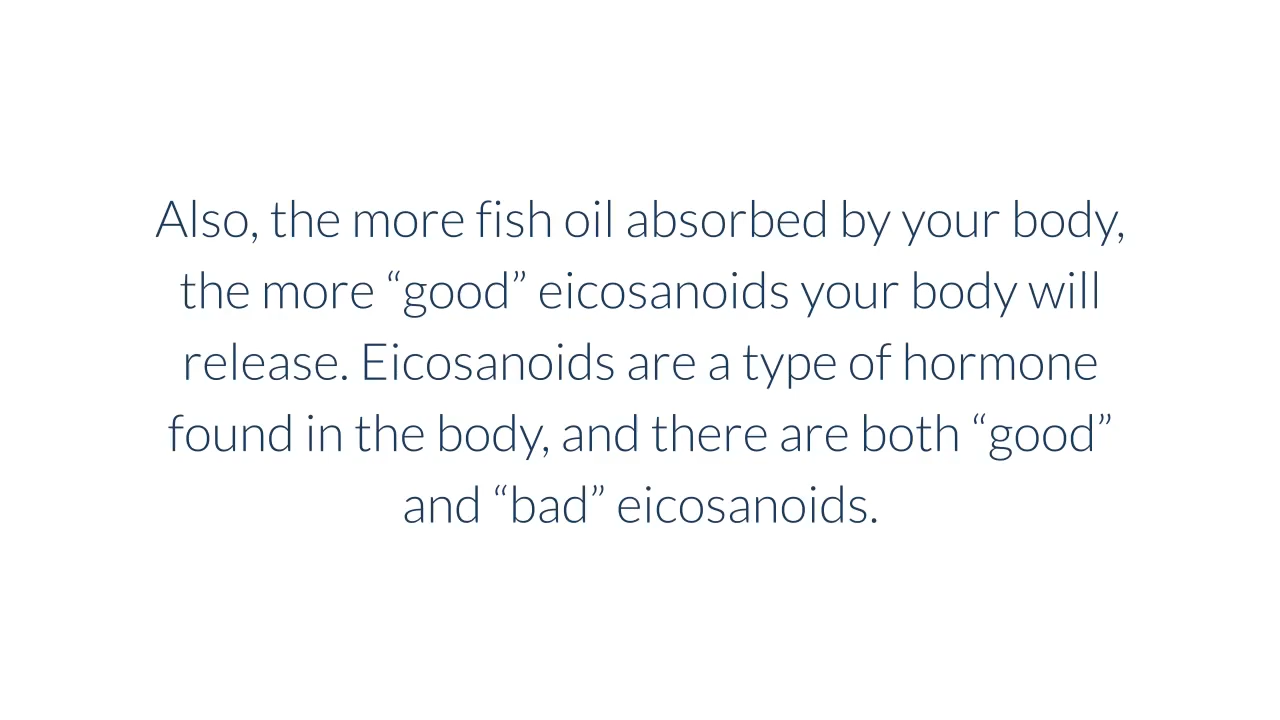 Also, the more fish oil absorbed by your body,
the more “good” eicosanoids your body will
release. Eicosanoids are a type of hormone
found in the body, and there are both “good”
and “bad” eicosanoids.